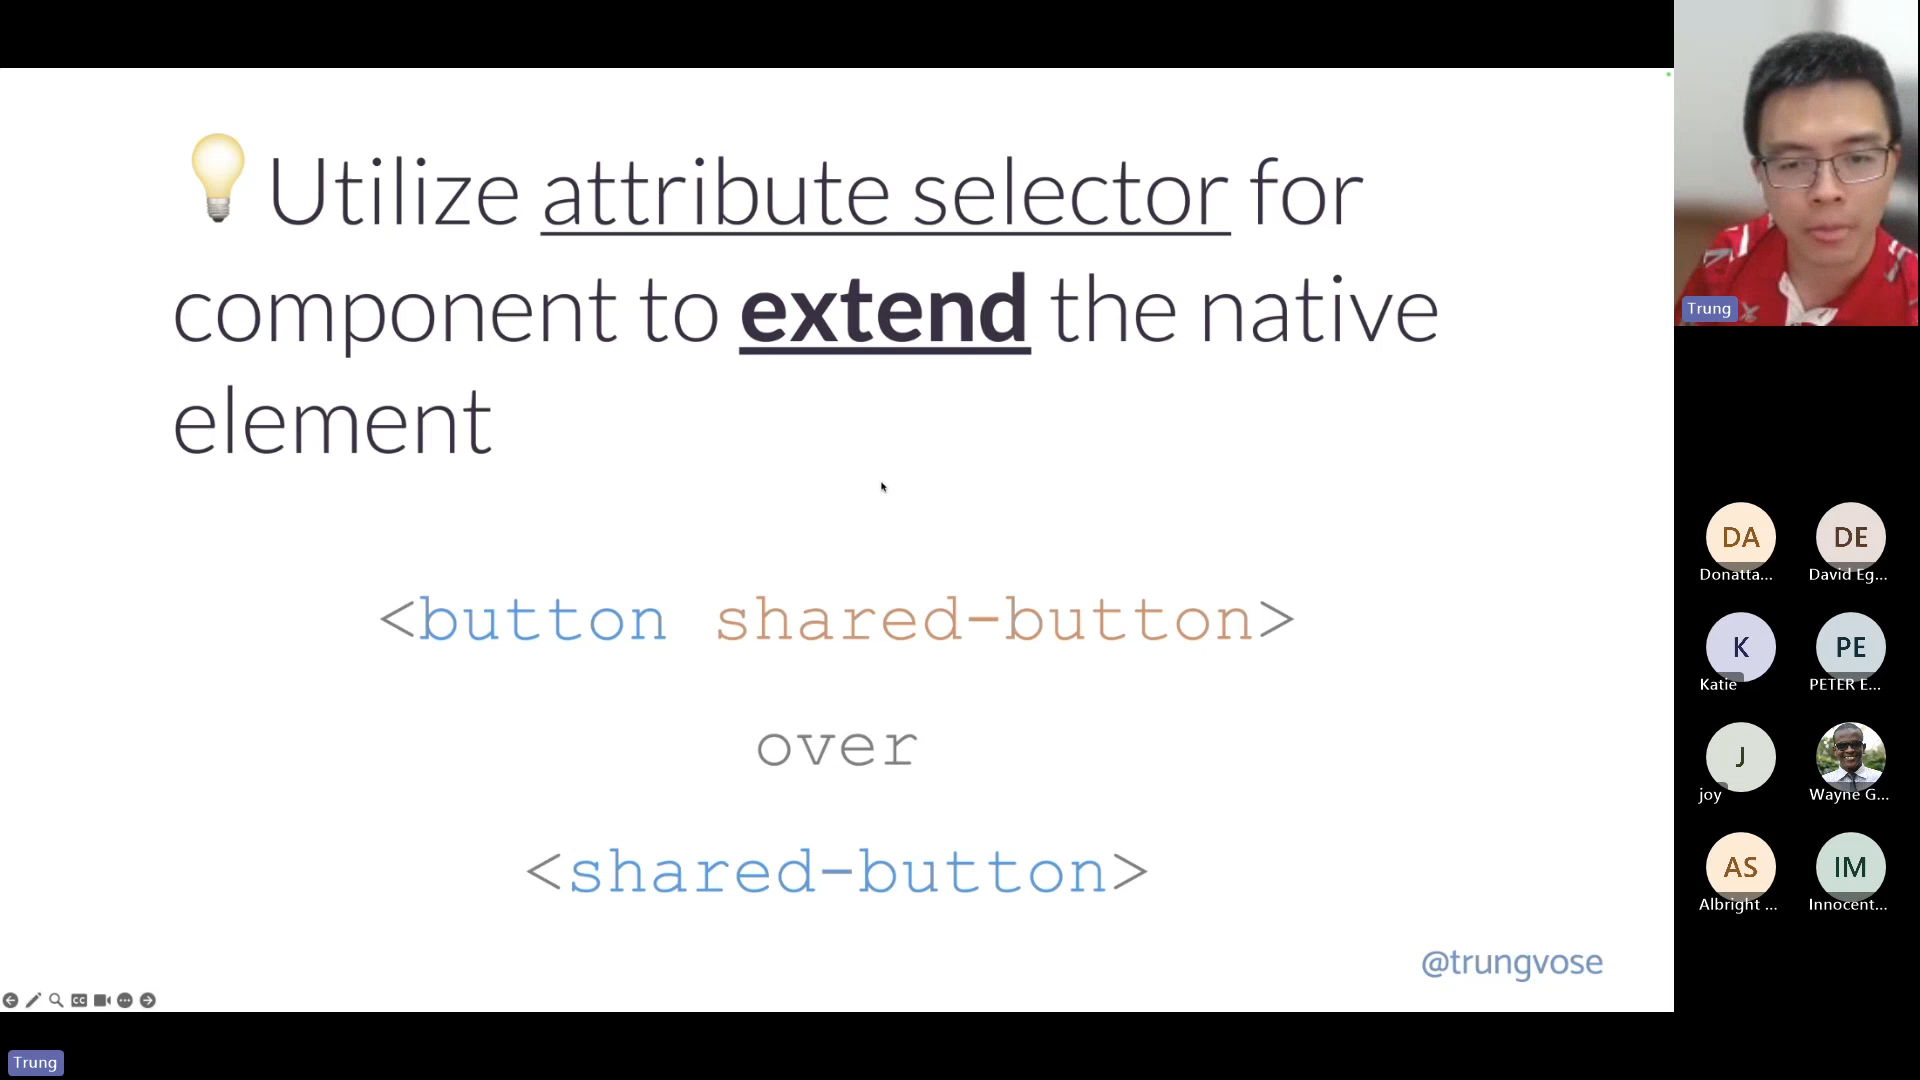 Utilize attribute selector for
component to extend the native
element
<button shared-button>
over
<shared-button>
@trungvose
CC
Trung
Trung
DA
Donatta...
DE
David Eg...
K
Katie
PE
PETER E...
J
joy
Wayne G...
AS
Albright ...
IM
Innocent...